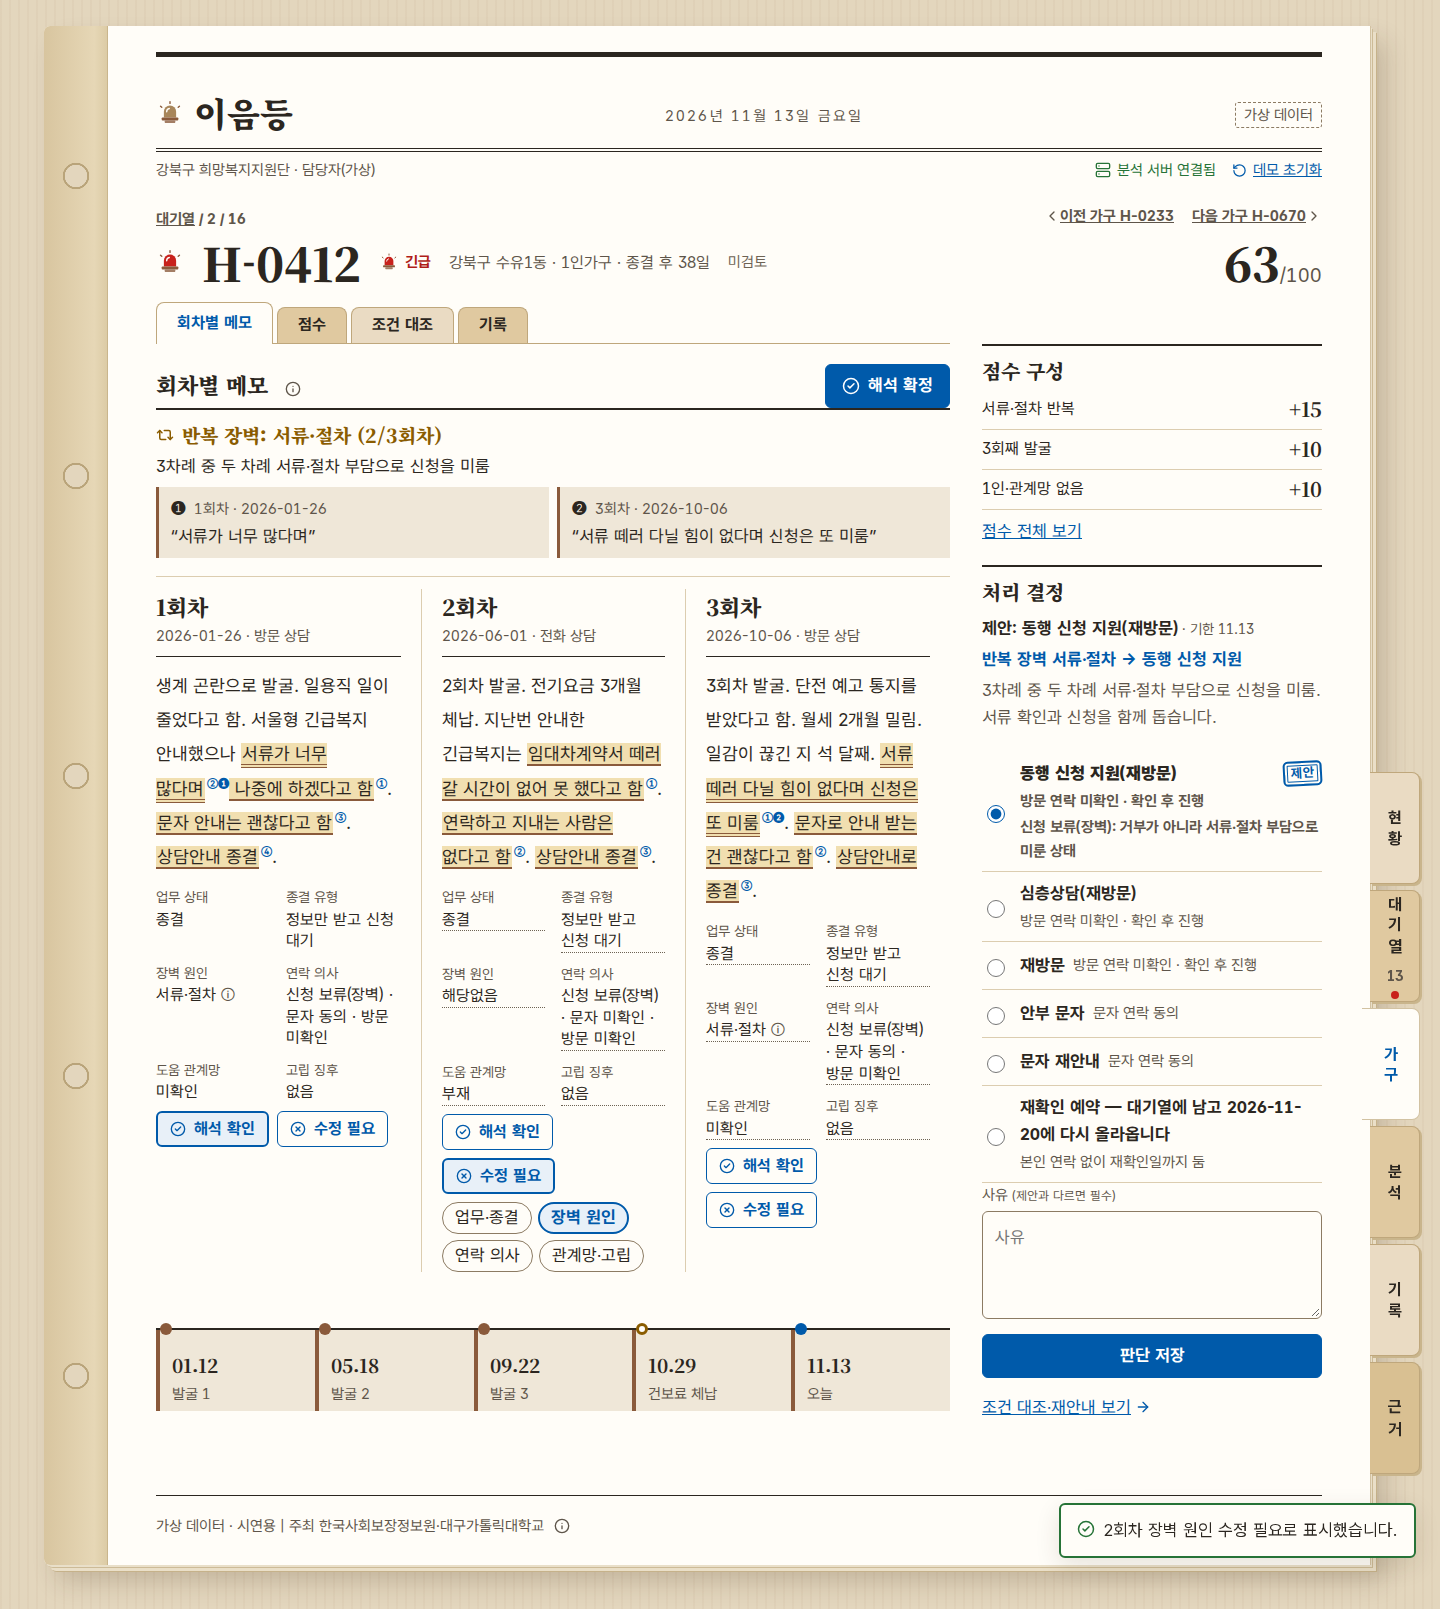 이음등
2026년 11월 13일 금요일
가상 데이터
강북구 희망복지지원단 · 담당자(가상)
분석 서버 연결됨
데모 초기화
대기열 / 2 / 16
이전 가구 H-0233
다음 가구 H-0670
H-0412
긴급
강북구 수유1동 · 1인가구 · 종결 후 38일
미검토
63/100
회차별 메모
점수
조건 대조
기록
회차별 메모
해석 확정
반복 장벽: 서류·절차 (2/3회차)
3차례 중 두 차례 서류·절차 부담으로 신청을 미룸
❶ 1회차 · 2026-01-26
“서류가 너무 많다며”
❷ 3회차 · 2026-10-06
“서류 떼러 다닐 힘이 없다며 신청은 또 미룸”
1회차
2026-01-26 · 방문 상담
생계 곤란으로 발굴. 일용직 일이
줄었다고 함. 서울형 긴급복지
안내했으나 서류가 너무
많다며②❶ 나중에 하겠다고 함①.
문자 안내는 괜찮다고 함③.
상담안내 종결④.
업무 상태
종결
종결 유형
정보만 받고 신청
대기
장벽 원인
서류·절차 ⓘ
연락 의사
신청 보류(장벽) ·
문자 동의 · 방문
미확인
도움 관계망
미확인
고립 징후
없음
해석 확인
수정 필요
2회차
2026-06-01 · 전화 상담
2회차 발굴. 전기요금 3개월
체납. 지난번 안내한
긴급복지는 임대차계약서 떼러
갈 시간이 없어 못 했다고 함①.
연락하고 지내는 사람은
없다고 함②. 상담안내 종결③.
업무 상태
종결
종결 유형
정보만 받고
신청 대기
장벽 원인
해당없음
연락 의사
신청 보류(장벽)
· 문자 미확인 ·
방문 미확인
도움 관계망
부재
고립 징후
없음
해석 확인
수정 필요
업무·종결
장벽 원인
연락 의사
관계망·고립
3회차
2026-10-06 · 방문 상담
3회차 발굴. 단전 예고 통지를
받았다고 함. 월세 2개월 밀림.
일감이 끊긴 지 석 달째. 서류
떼러 다닐 힘이 없다며 신청은
또 미룸①❷. 문자로 안내 받는
건 괜찮다고 함②. 상담안내로
종결③.
업무 상태
종결
종결 유형
정보만 받고
신청 대기
장벽 원인
서류·절차 ⓘ
연락 의사
신청 보류(장벽)
· 문자 동의 ·
방문 미확인
도움 관계망
미확인
고립 징후
없음
해석 확인
수정 필요
01.12
발굴 1
05.18
발굴 2
09.22
발굴 3
10.29
건보료 체납
11.13
오늘
점수 구성
서류·절차 반복 +15
3회째 발굴 +10
1인·관계망 없음 +10
점수 전체 보기
처리 결정
제안: 동행 신청 지원(재방문) · 기한 11.13
반복 장벽 서류·절차 → 동행 신청 지원
3차례 중 두 차례 서류·절차 부담으로 신청을 미룸.
서류 확인과 신청을 함께 돕습니다.
동행 신청 지원(재방문)
제안
방문 연락 미확인 · 확인 후 진행
신청 보류(장벽): 거부가 아니라 서류·절차 부담으로
미룬 상태
심층상담(재방문)
방문 연락 미확인 · 확인 후 진행
재방문 방문 연락 미확인 · 확인 후 진행
안부 문자 문자 연락 동의
문자 재안내 문자 연락 동의
재확인 예약 — 대기열에 남고 2026-11-
20에 다시 올라옵니다
본인 연락 없이 재확인일까지 둠
사유 (제안과 다르면 필수)
사유
판단 저장
조건 대조·재안내 보기 →
현황
대기열
13
가구
분석
기록
근거
가상 데이터 · 시연용 | 주최 한국사회보장정보원·대구가톨릭대학교
2회차 장벽 원인 수정 필요로 표시했습니다.